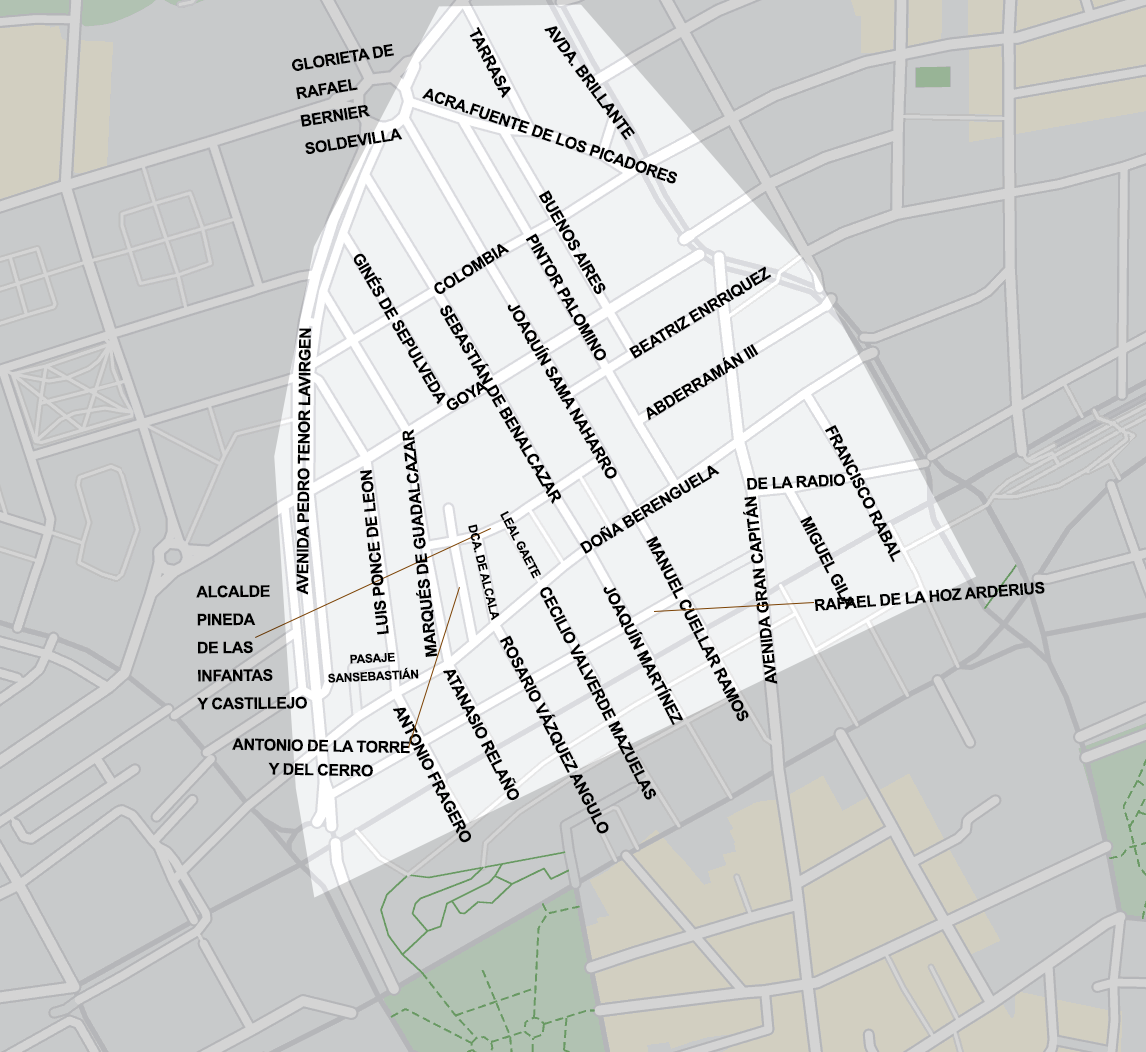 TARRASA
AVDA. BRILLANTE
GLORIETA DE
RAFAEL
BERNIER
SOLDEVILLA
ACRA.FUENTE DE LOS PICADORES
BUENOS AIRES
PINTOR PALOMINO
COLOMBIA
GINÉS DE SEPULVEDA
SEBASTIÁN DE BENALCAZAR
JOAQUÍN SAMA NAHARRO
BEATRIZ ENRRIQUEZ
ABDERRAMÁN III
GOYA
AVENIDA PEDRO TENOR LAVIRGEN
FRANCISCO RABAL
MARQUÉS DE GUADALCAZAR
LUIS PONCE DE LEON
DE LA RADIO
DOÑA BERENGUELA
AVENIDA GRAN CAPITÁN
MIGUEL GILA
LEAL GAETE
DCA. DE ALCALA
MANUEL CUELLAR RAMOS
RAFAEL DE LA HOZ ARDERIUS
JOAQUÍN MARTÍNEZ
CECILIO VALVERDE MAZUELAS
ROSARIO VÁZQUEZ ANGULO
ALCALDE
PINEDA
DE LAS
INFANTAS
Y CASTILLEJO
PASAJE
SANSEBASTIÁN
ATANASIO RELAÑO
ANTONIO FRAGERO
ANTONIO DE LA TORRE
Y DEL CERRO